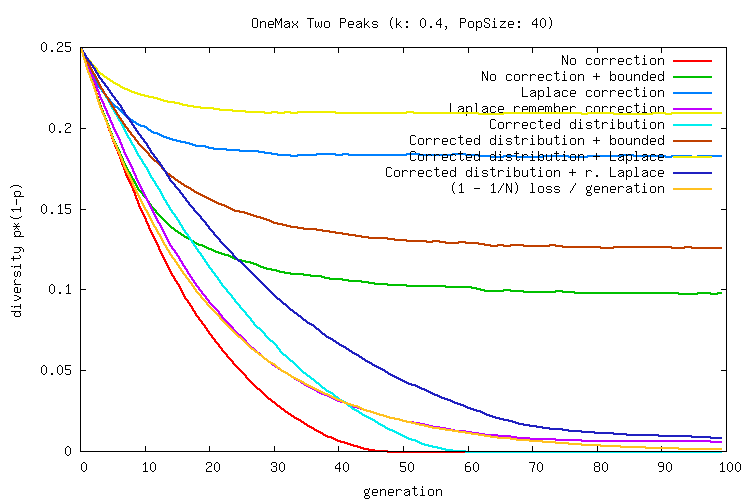 OneMax Two Peaks (k: 0.4, PopSize: 40)
0.25
0.2
0.15
0.1
0.05
0
diversity p*(1-p)
No correction
No correction + bounded
Laplace correction
Laplace remember correction
Corrected distribution
Corrected distribution + bounded
Corrected distribution + Laplace
Corrected distribution + r. Laplace
(1 - 1/N) loss / generation
0 10 20 30 40 50 60 70 80 90 100
generation